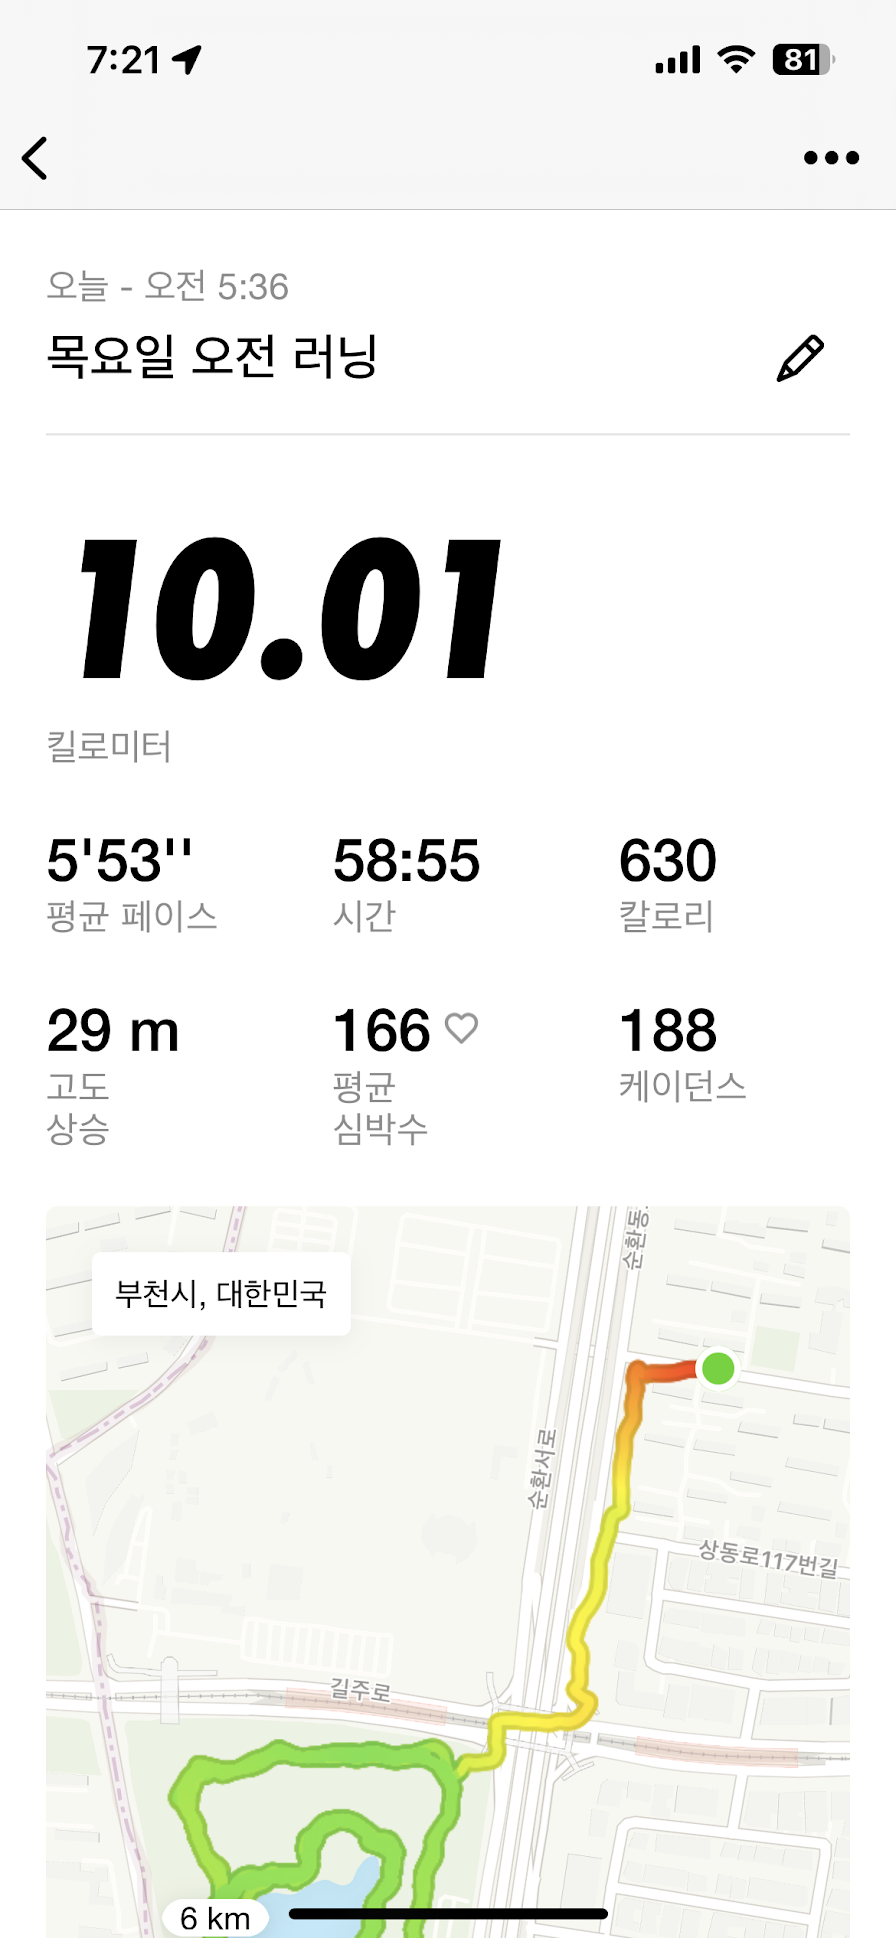 7:21
81
오늘 - 오전 5:36
목요일 오전 러닝
10.01
킬로미터
5'53''
58:55
630
평균 페이스
시간
칼로리
29 m
166
188
고도
상승
평균
심박수
케이던스
순환동
부천시, 대한민국
순환서로
상동로117번길
길주로
6 km